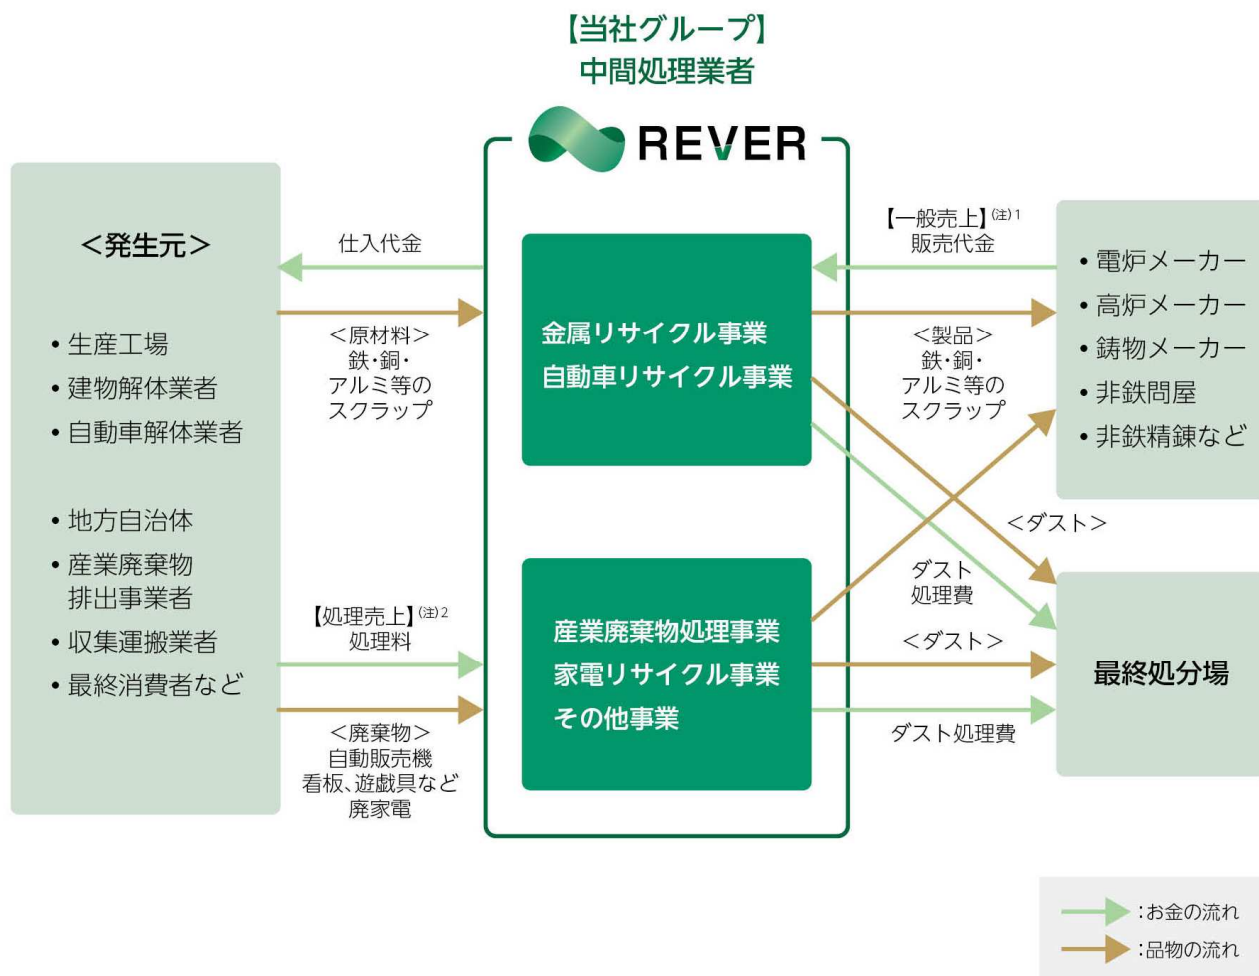 【当社グループ】
中間処理業者
REVER
＜発生元＞
• 生産工場
• 建物解体業者
• 自動車解体業者
• 地方自治体
• 産業廃棄物
排出事業者
• 収集運搬業者
• 最終消費者など
仕入代金
＜原材料＞
鉄・銅・
アルミ等の
スクラップ
【処理売上】(注)2
処理料
＜廃棄物＞
自動販売機
看板、遊戯具など
廃家電
金属リサイクル事業
自動車リサイクル事業
産業廃棄物処理事業
家電リサイクル事業
その他事業
【一般売上】(注)1
販売代金
＜製品＞
鉄・銅・
アルミ等の
スクラップ
＜ダスト＞
ダスト
処理費
＜ダスト＞
ダスト処理費
• 電炉メーカー
• 高炉メーカー
• 鋳物メーカー
• 非鉄問屋
• 非鉄精錬など
最終処分場
:お金の流れ
:品物の流れ